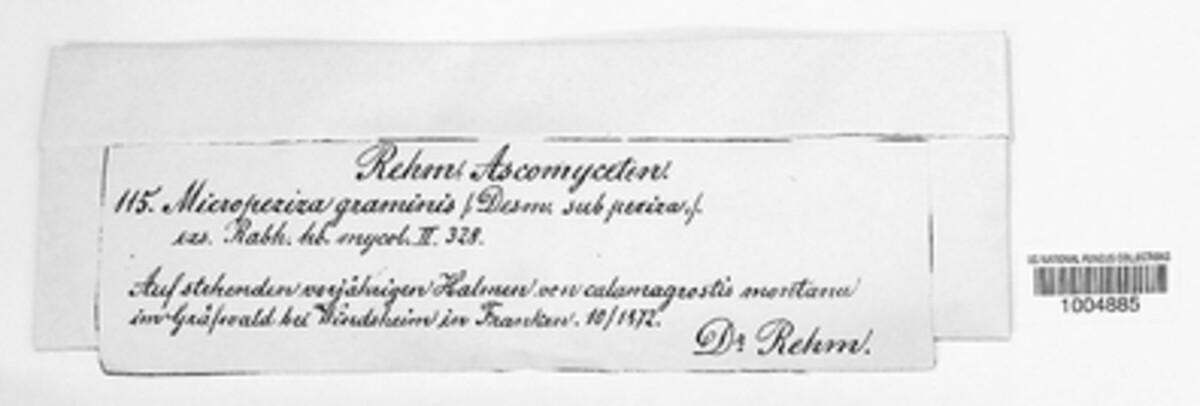 Rehm. Ascomyceten.
115. Micropeziza graminis /Desm. sub peziza./.
exs. Rabh. hb. mycol. II. 328.
Auf stehenden vorjährigen Halmen von calamagrostis montana
im Gräfwald bei Windsheim in Franken. 10/1872.
Dr Rehm.
US NATIONAL FUNGUS COLLECTIONS
1004885